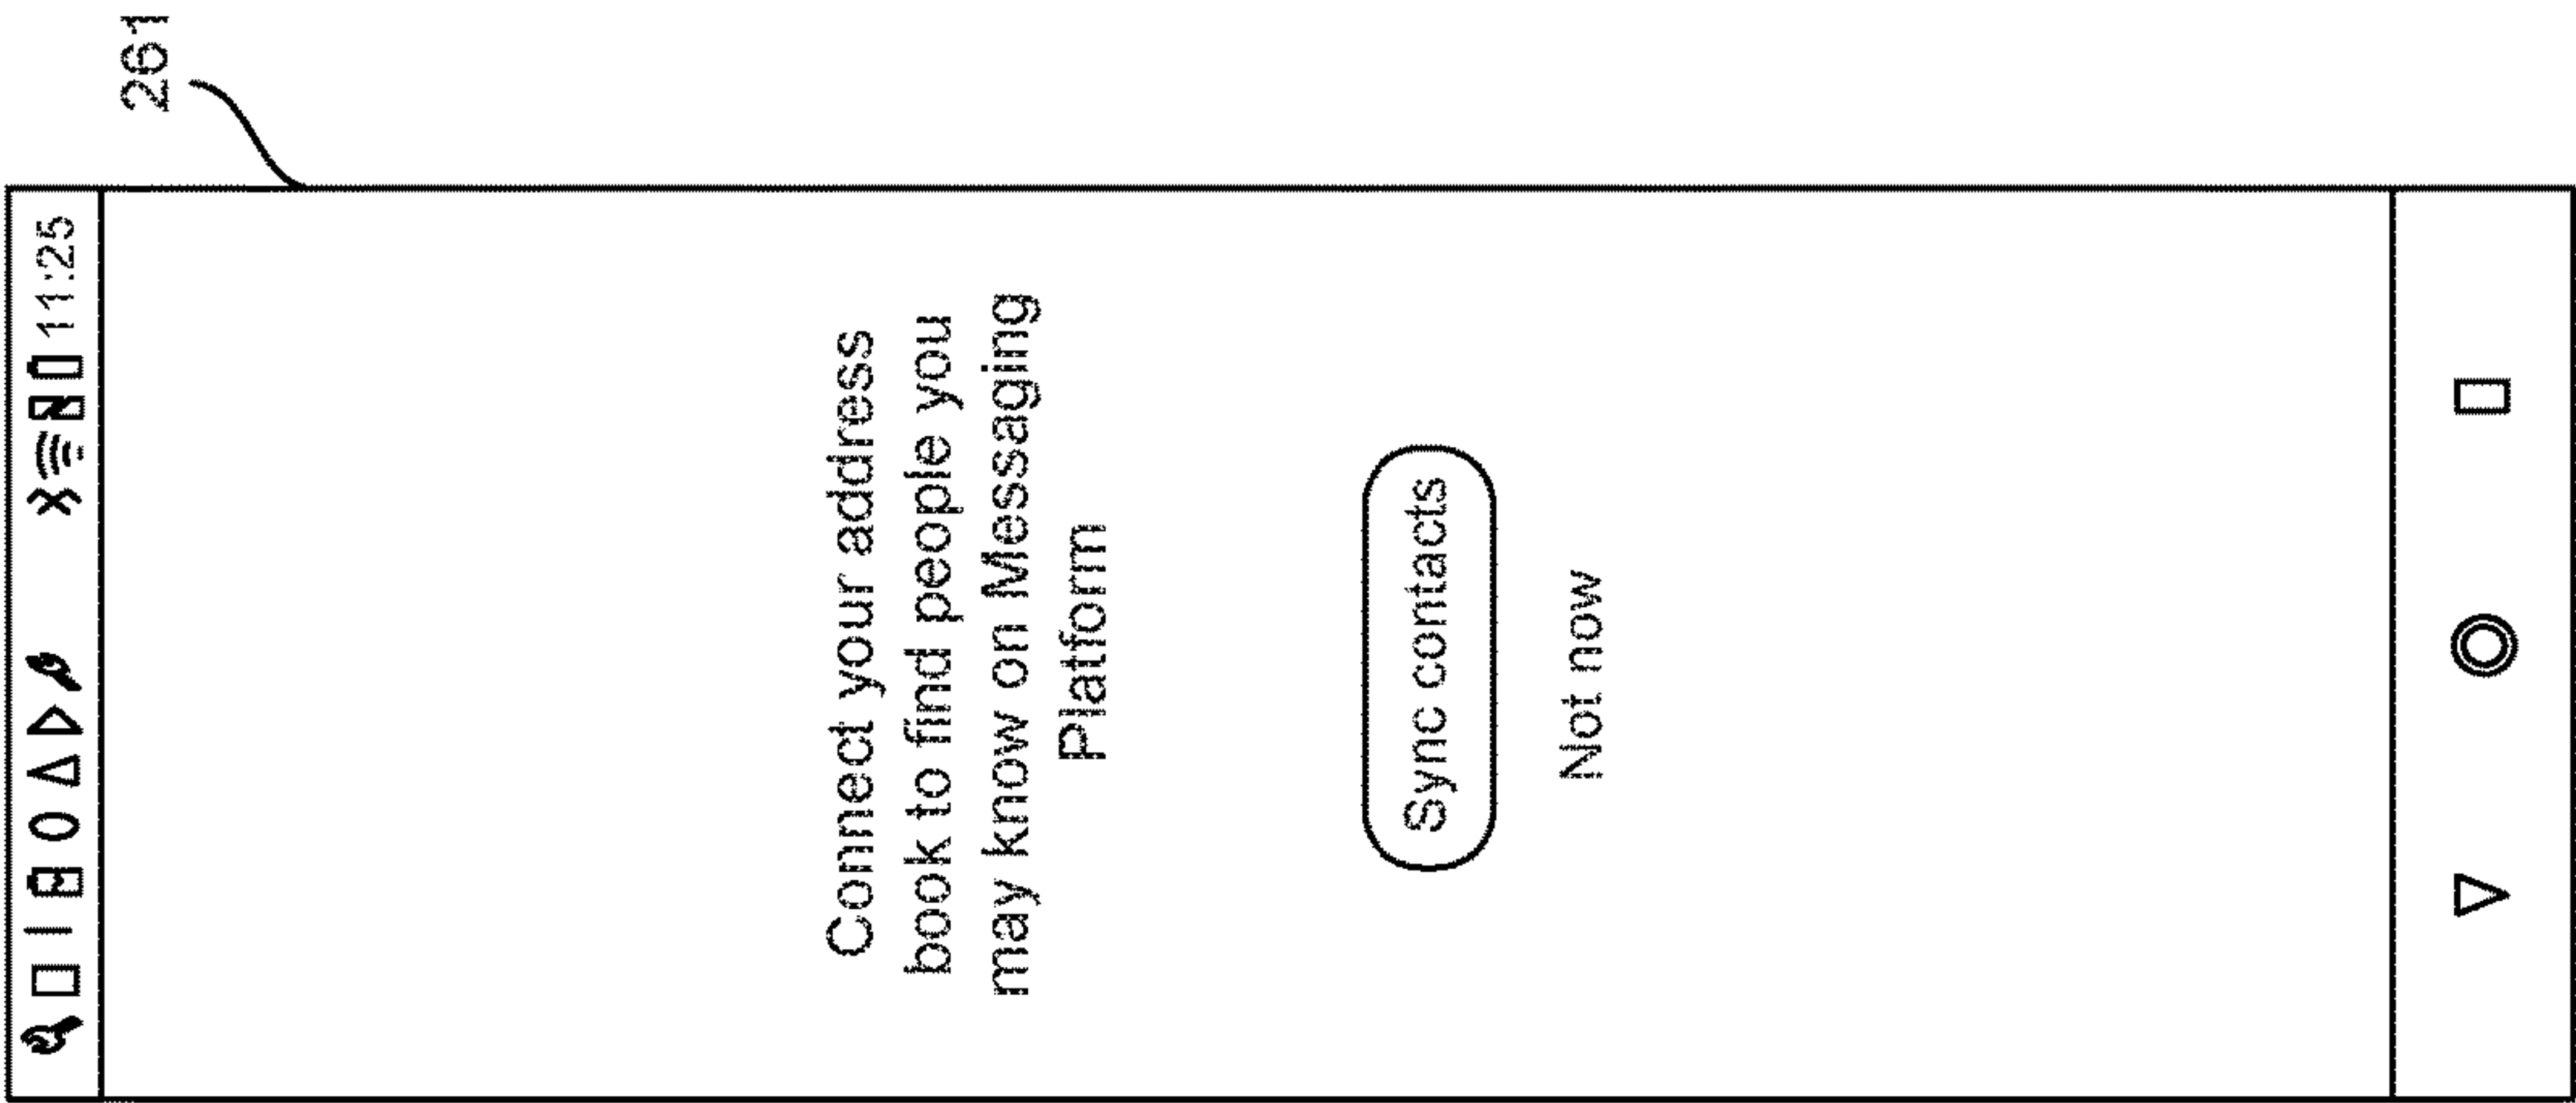 261
11:25
Connect your address
book to find people you
may know on Messaging
Platform
Sync contacts
Not now